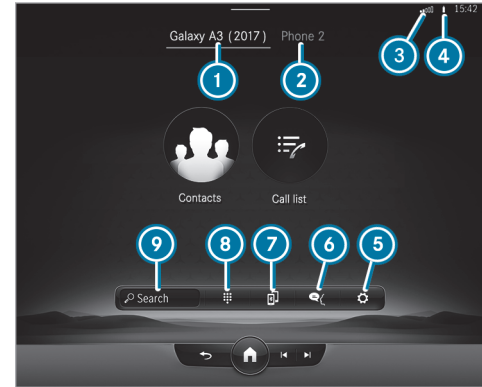 15:42
Galaxy A3 (2017) Phone 2
3 4
1 2
Contacts Call list
9 8 7 6 5
Search